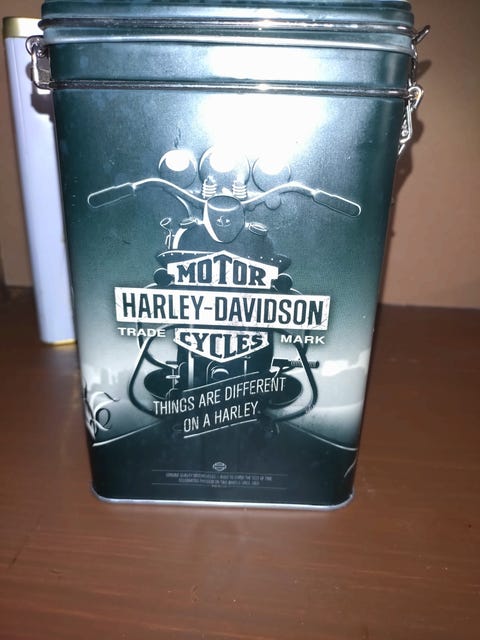 MOTOR
HARLEY-DAVIDSON
TRADE MARK
CYCLES
THINGS ARE DIFFERENT
ON A HARLEY.